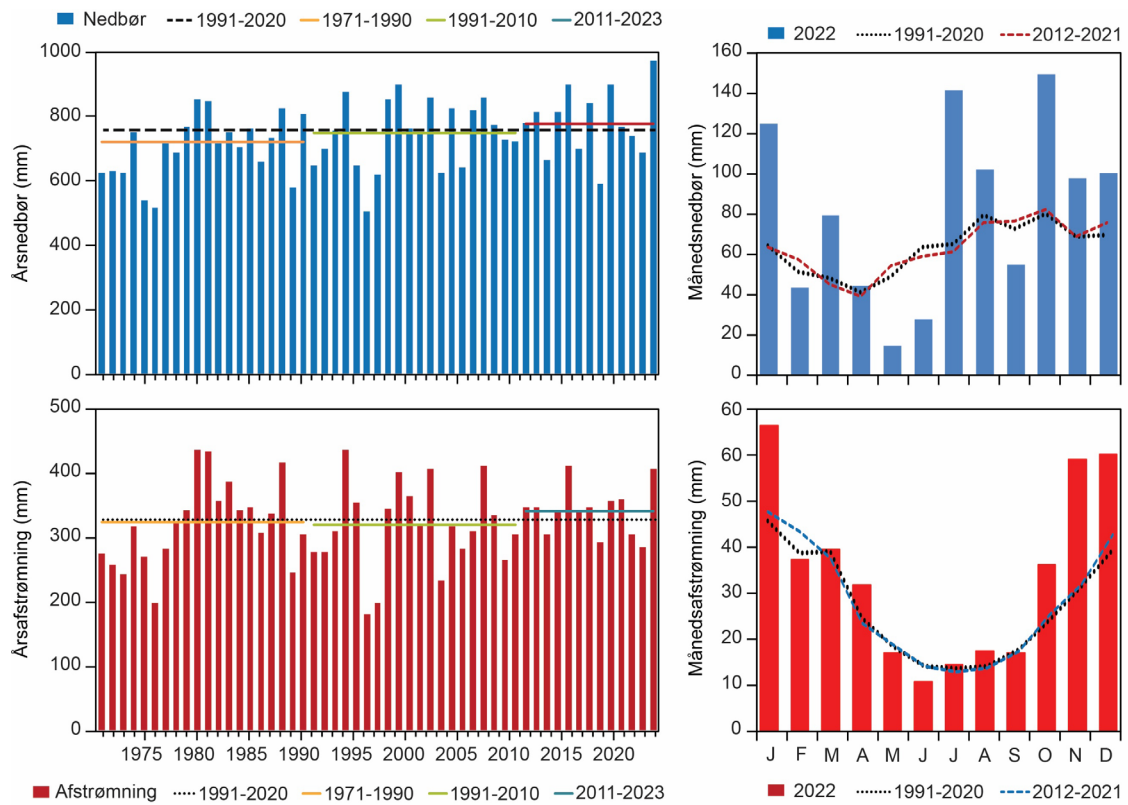 Nedbør 1991-2020 1971-1990 1991-2010 2011-2023
1000
800
600
400
200
0
Årsnedbør (mm)
2022 1991-2020 2012-2021
160
140
120
100
80
60
40
20
0
Månedsnedbør (mm)
500
400
300
200
100
0
Årsafstrømning (mm)
1975 1980 1985 1990 1995 2000 2005 2010 2015 2020
Afstrømning 1991-2020 1971-1990 1991-2010 2011-2023
60
60
50
40
30
20
10
0
Månedsafstrømning (mm)
J F M A M J J A S O N D
2022 1991-2020 2012-2021